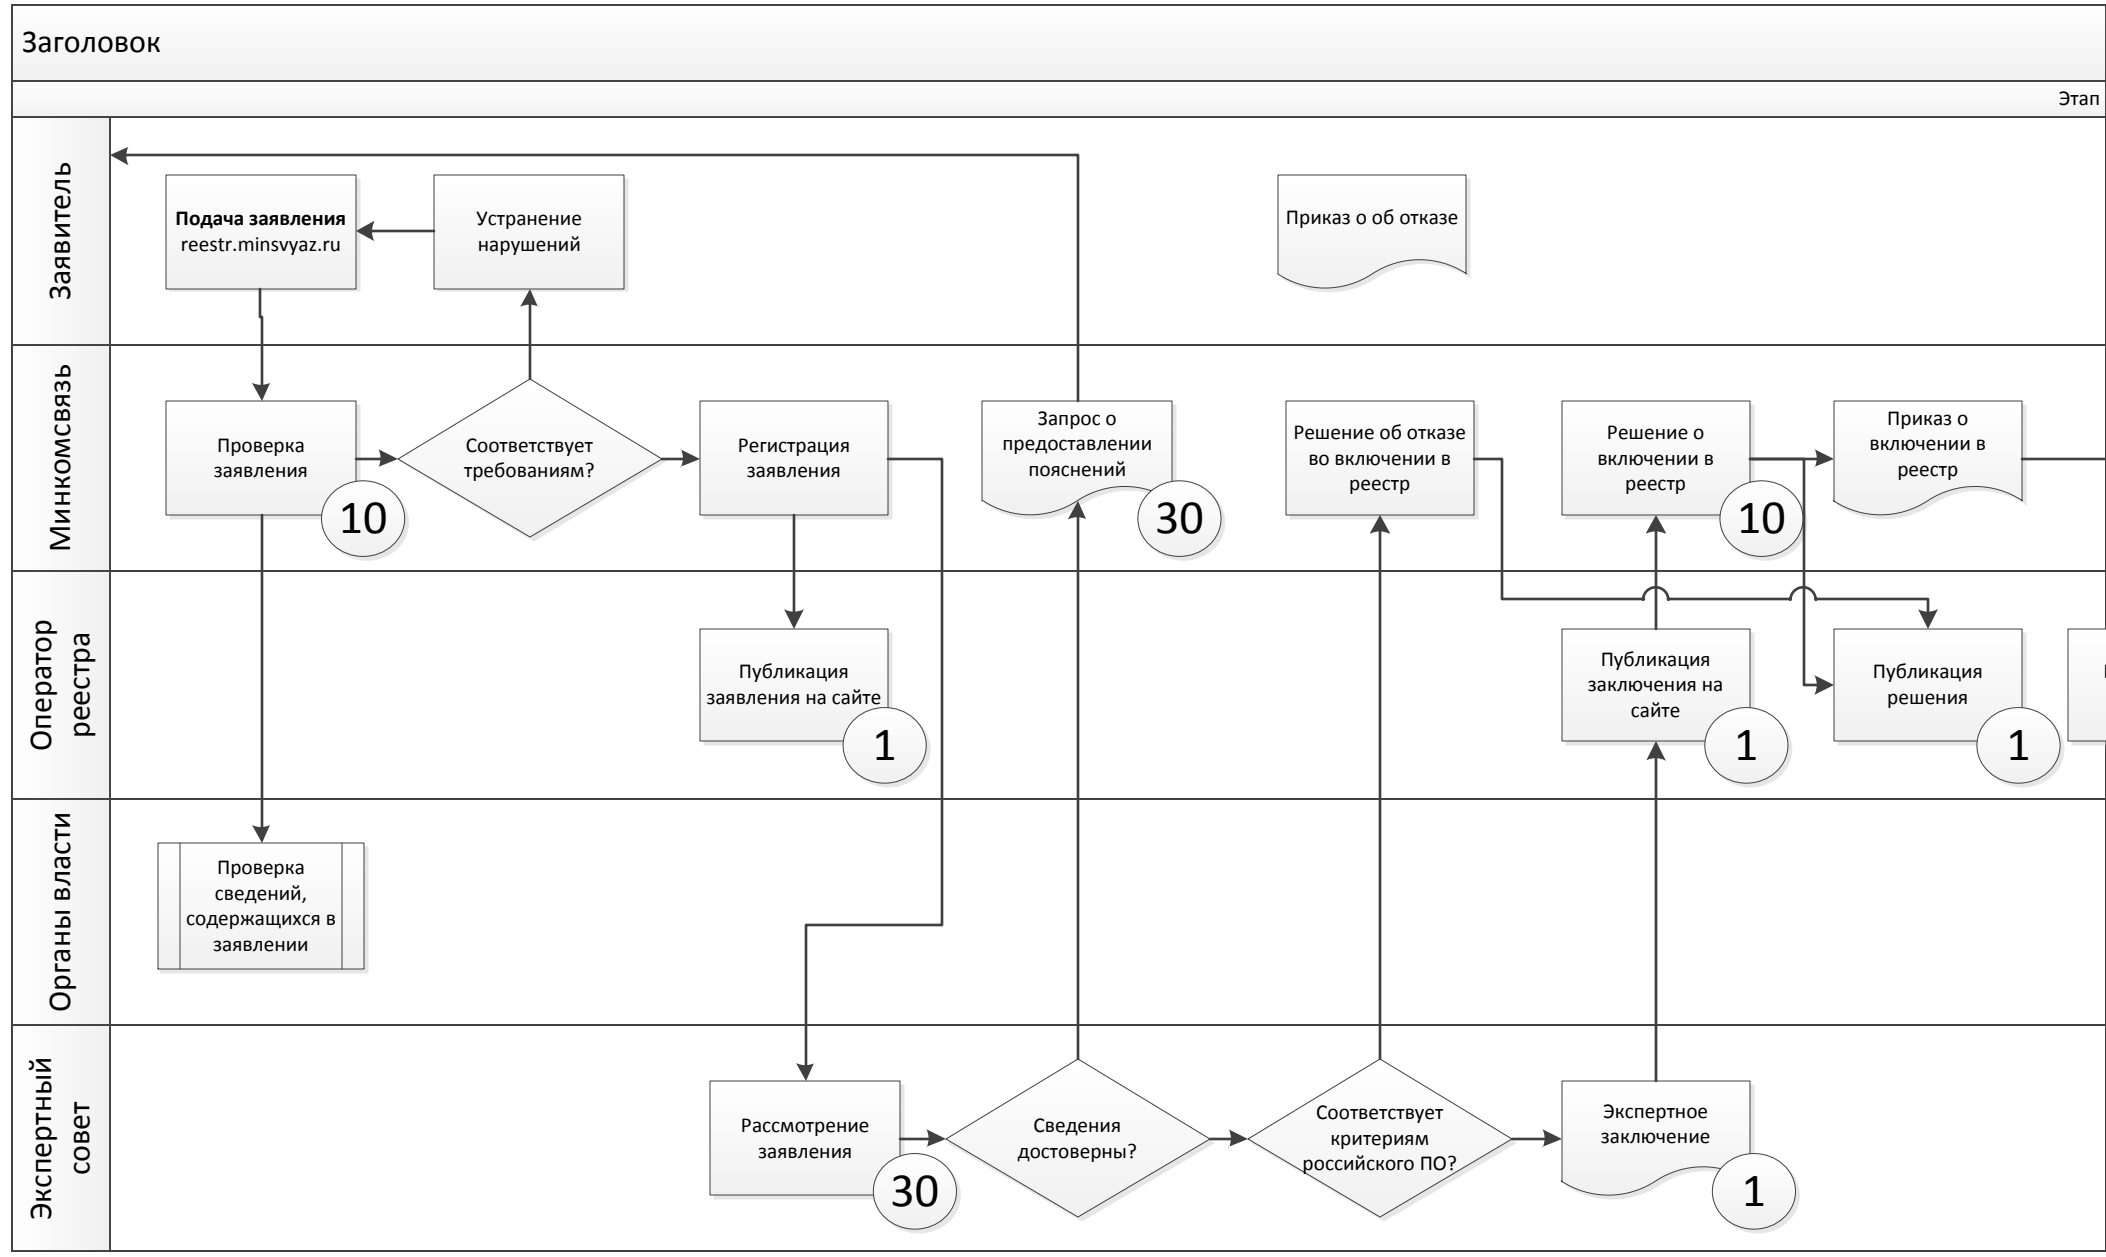 Заголовок
Этап
Заявитель
Подача заявления
reestr.minsvyaz.ru
Устранение
нарушений
Приказ о об отказе
Минкомсвязь
Проверка
заявления
10
Соответствует
требованиям?
Регистрация
заявления
Запрос о
предоставлении
пояснений
30
Решение об отказе
во включении в
реестр
Решение о
включении в
реестр
10
Приказ о
включении в
реестр
Оператор
реестра
Публикация
заявления на сайте
1
Публикация
заключения на
сайте
1
Публикация
решения
1
Органы власти
Проверка
сведений,
содержащихся в
заявлении
Экспертный
совет
Рассмотрение
заявления
30
Сведения
достоверны?
Соответствует
критериям
российского ПО?
Экспертное
заключение
1